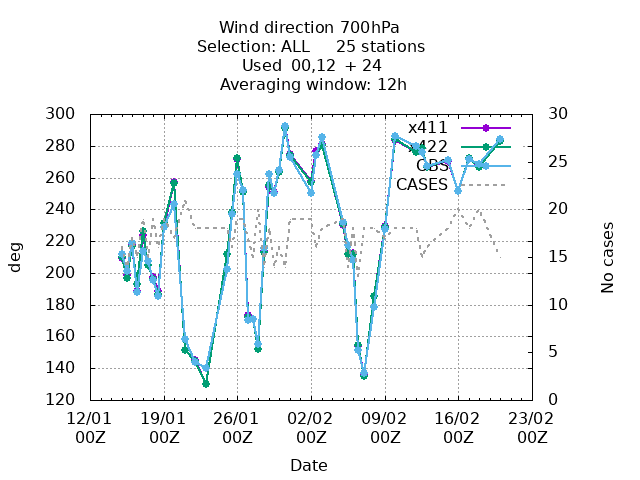 Wind direction 700hPa
Selection: ALL 25 stations
Used 00,12 + 24
Averaging window: 12h
300 280 260 240 220 200 180 160 140 120
deg
30 25 20 15 10 5 0
No cases
x411
422
OBS
CASES
12/01 19/01 26/01 02/02 09/02 16/02 23/02
00Z 00Z 00Z 00Z 00Z 00Z 00Z
Date